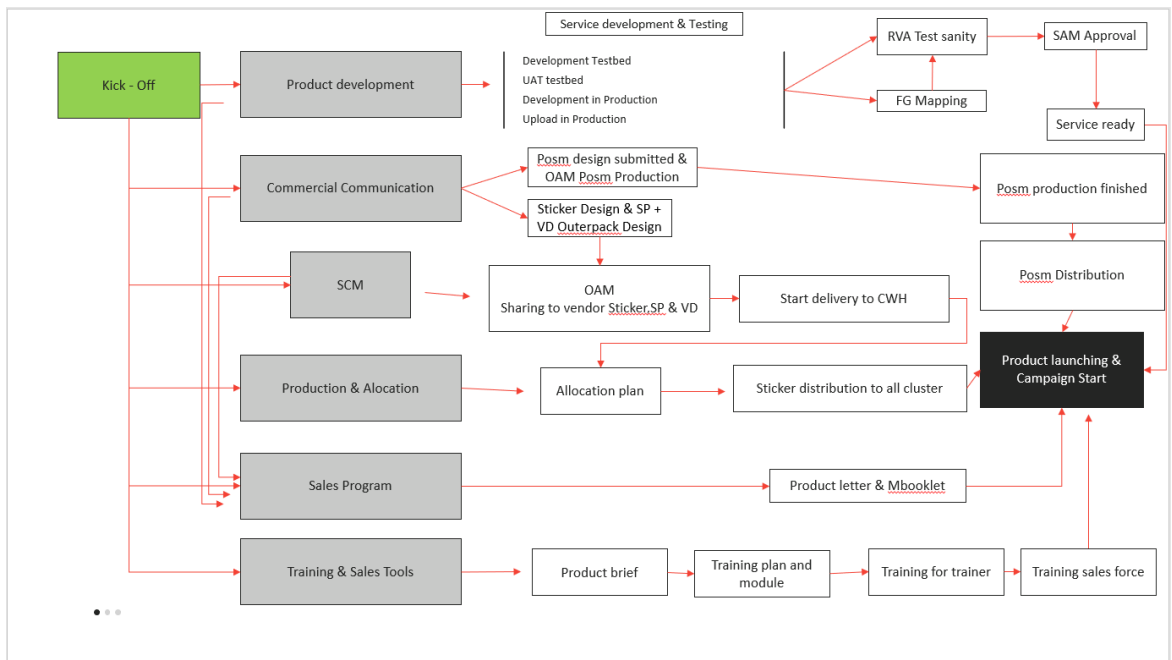 Service development & Testing
Kick - Off
Product development
Development Testbed
UAT testbed
Development in Production
Upload in Production
RVA Test sanity
SAM Approval
FG Mapping
Service ready
Commercial Communication
Posm design submitted &
OAM Posm Production
Posm production finished
Sticker Design & SP +
VD Outerpack Design
SCM
OAM
Sharing to vendor Sticker,SP & VD
Start delivery to CWH
Posm Distribution
Production & Alocation
Allocation plan
Sticker distribution to all cluster
Product launching &
Campaign Start
Sales Program
Product letter & Mbooklet
Training & Sales Tools
Product brief
Training plan and
module
Training for trainer
Training sales force